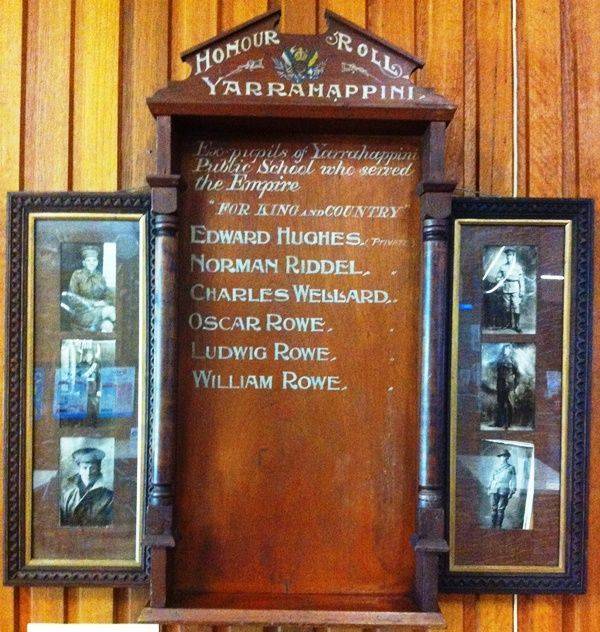 HONOUR ROLL
YARRAHAPPINI.
Ex-pupils of Yarrahappini
Public School who served
the Empire
"FOR KING AND COUNTRY"
EDWARD HUGHES. (PRIVATE)
NORMAN RIDDEL. "
CHARLES WELLARD. "
OSCAR ROWE. "
LUDWIG ROWE. "
WILLIAM ROWE. "